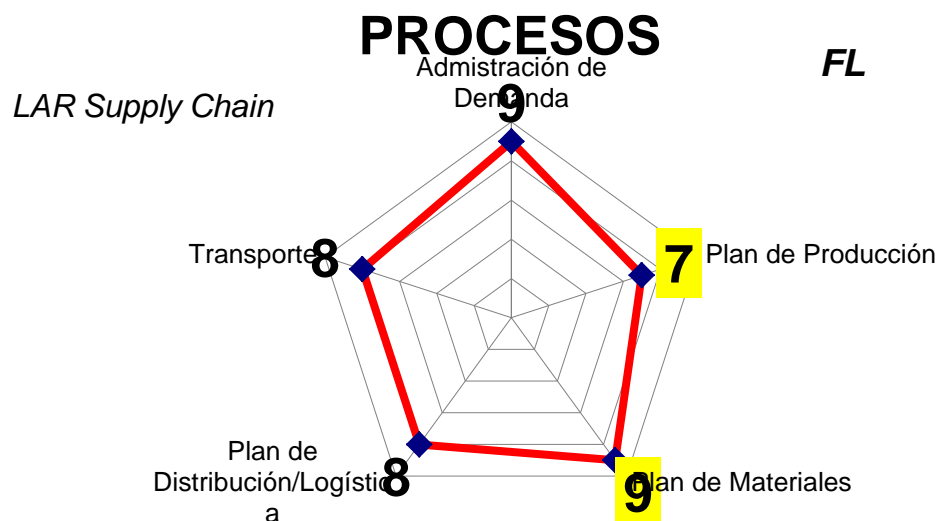 PROCESOS
FL
LAR Supply Chain
Admistración de
Demanda
9
Transporte
8
7
Plan de Producción
Plan de
Distribución/Logístic
a
8
9
Plan de Materiales